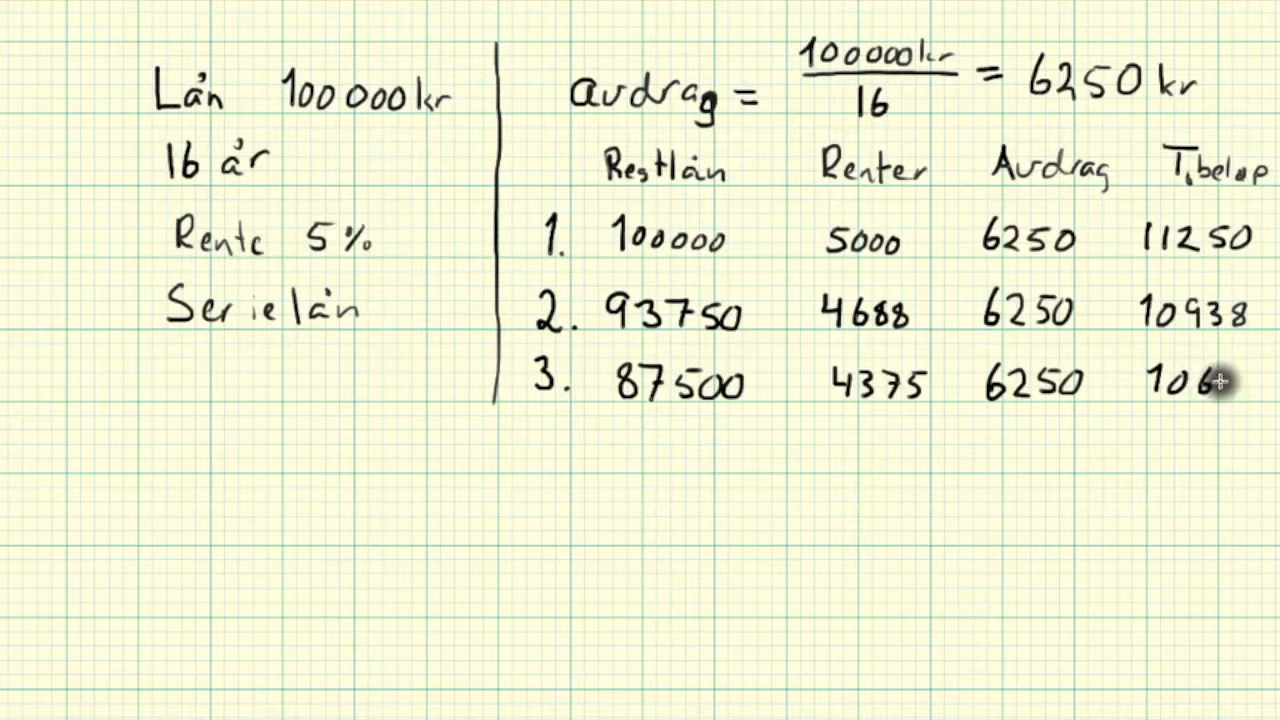 Lån 100 000 kr
16 år
Rente 5 %
Serielån
avdrag = 100000 kr / 16 = 6250 kr
Restlån Renter Avdrag T.beløp
1. 100000 5000 6250 11250
2. 93750 4688 6250 10938
3. 87500 4375 6250 106